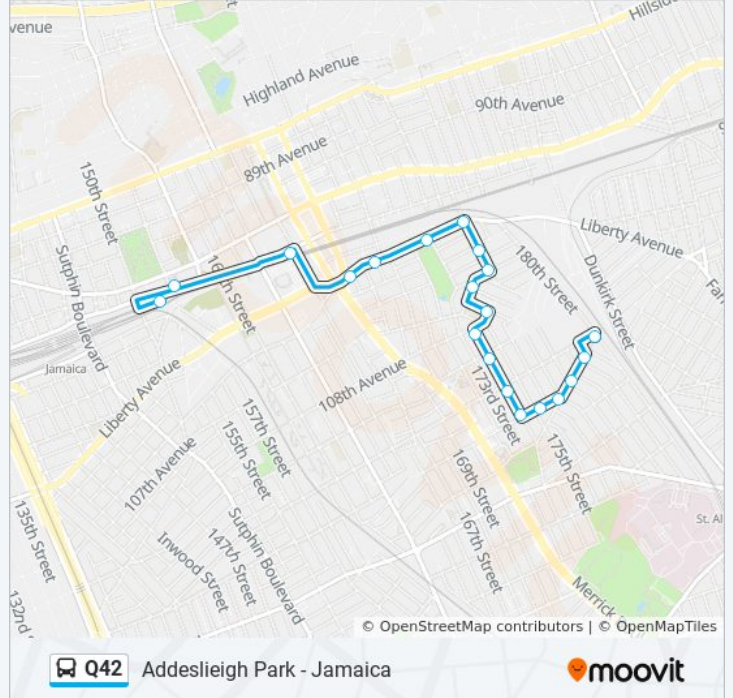 venue
Hillside
Highland Avenue
90th Avenue
89th Avenue
150th Street
Sutphin Boulevard
Liberty Avenue
180th Street
Dunkirk Street
Far
Jamaica
Liberty Avenue
108th Avenue
173rd Street
157th Street
155th Street
107th Avenue
175th Street
169th Street
167th Street
135th Street
Sutphin Boulevard
147th Street
Inwood Street
St. Al
132nd
Merrick
© OpenStreetMap contributors | © OpenMapTiles
Q42 Addeslieigh Park - Jamaica
moovit